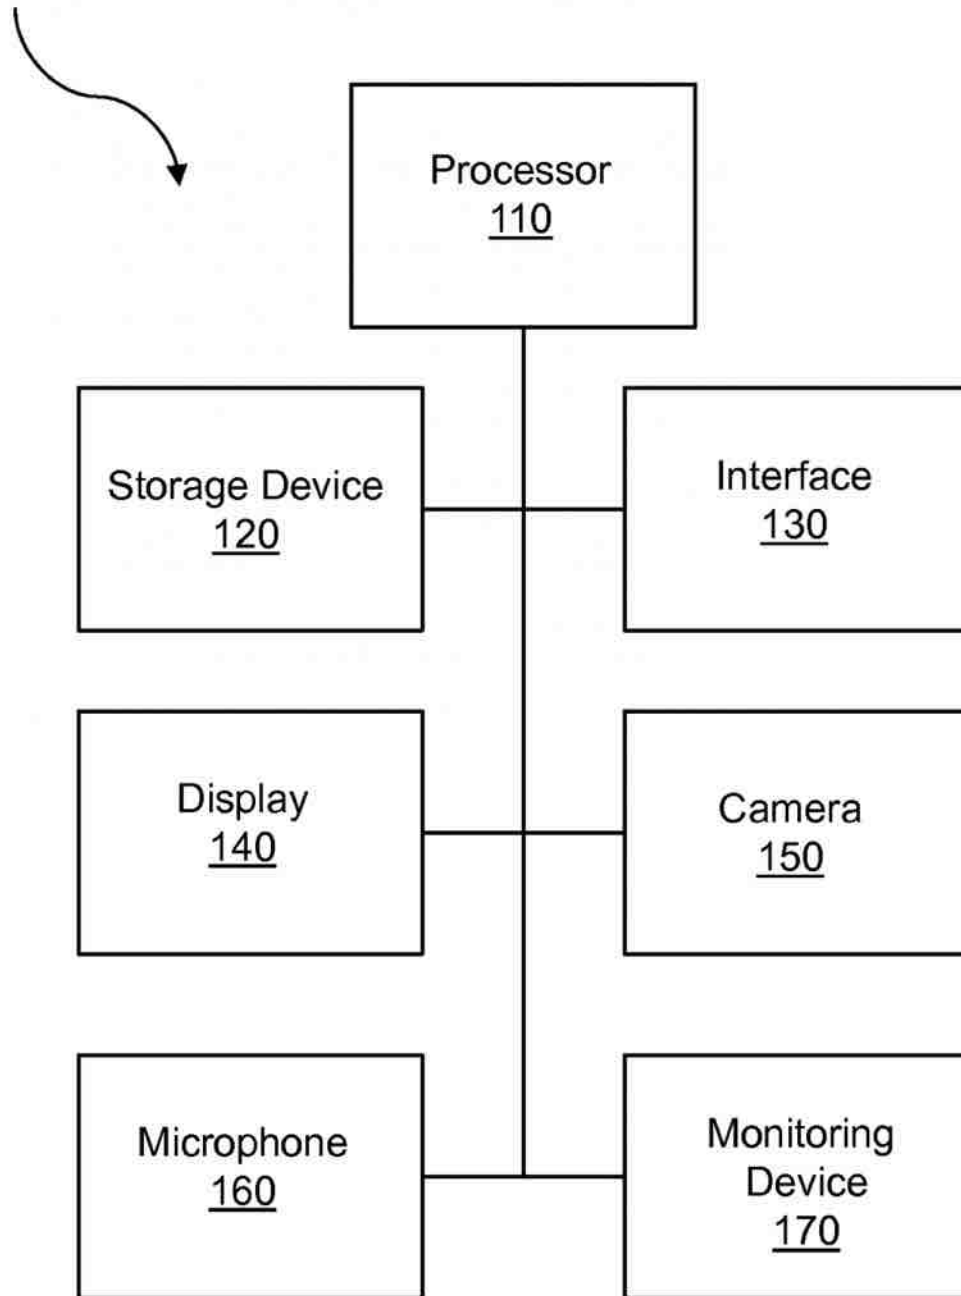 Processor
110
Storage Device
120
Interface
130
Display
140
Camera
150
Microphone
160
Monitoring
Device
170